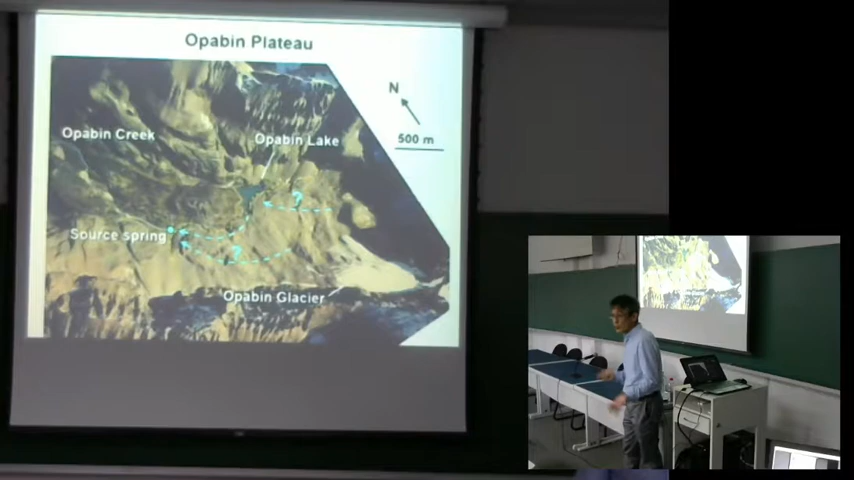 Opabin Plateau
N
500 m
Opabin Creek
Opabin Lake
?
Source spring
?
Opabin Glacier